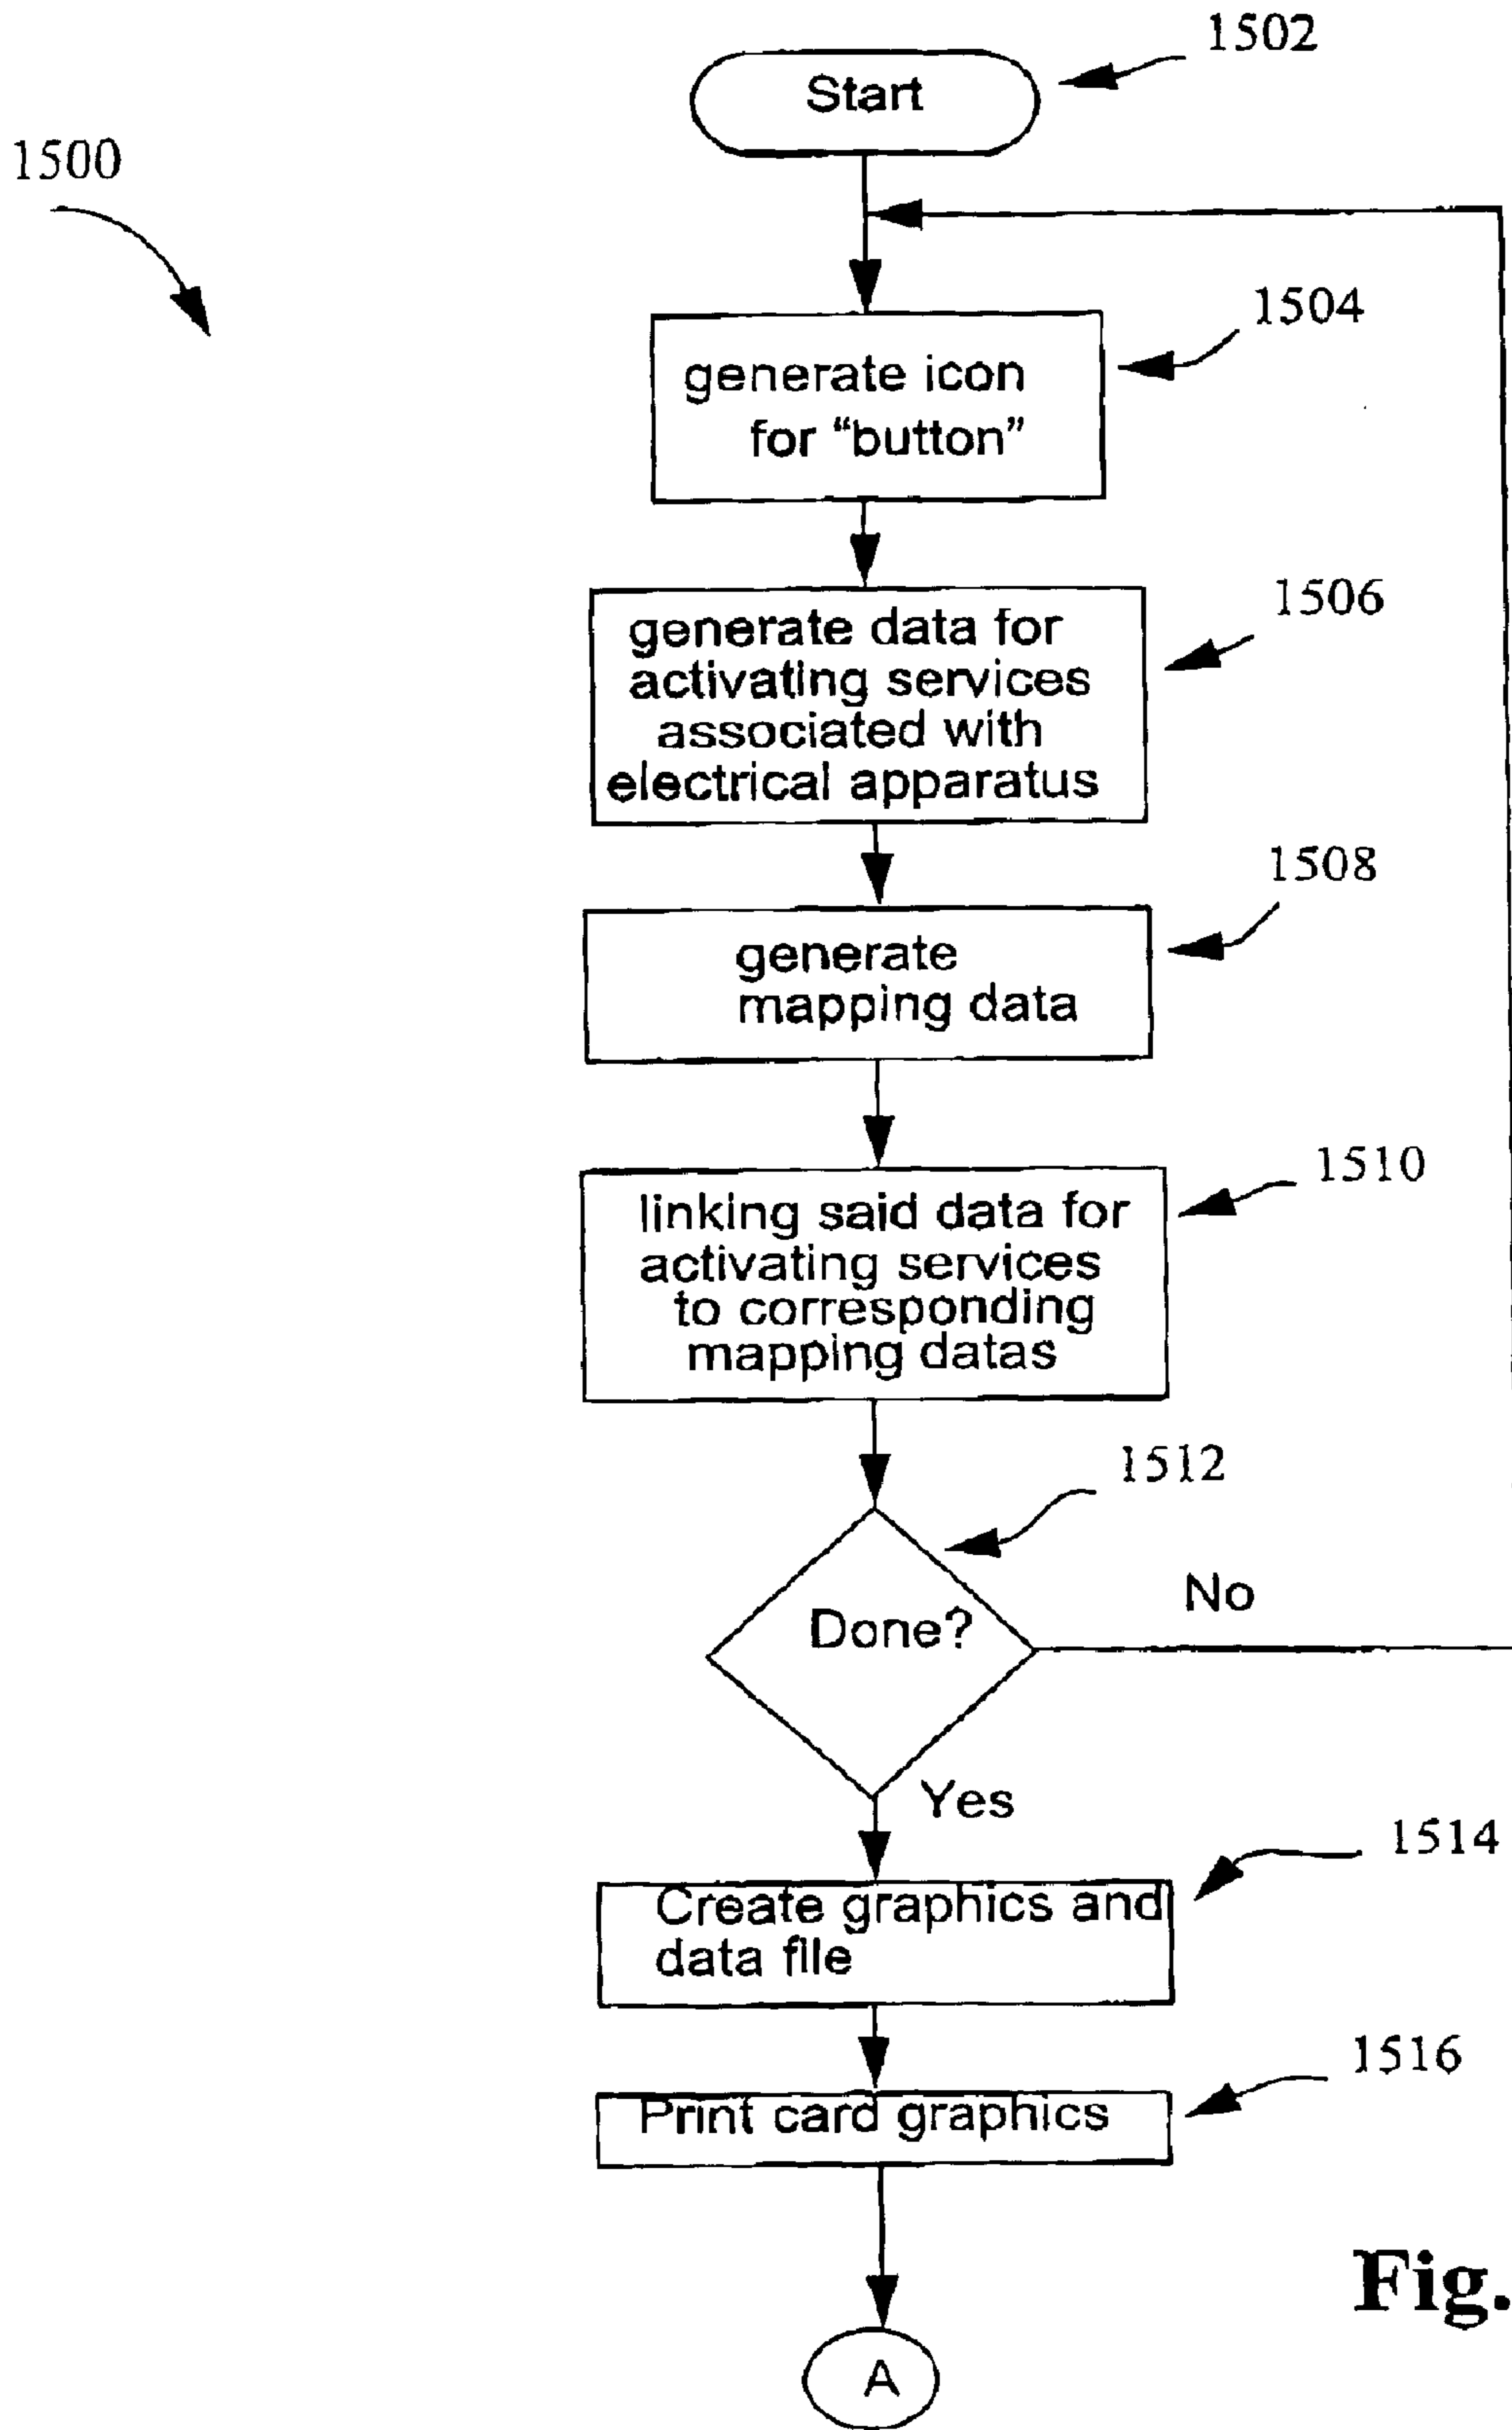 1502
Start
1500
1504
generate icon
for “button”
1506
generate data for
activating services
associated with
electrical apparatus
1508
generate
mapping data
1510
linking said data for
activating services
to corresponding
mapping datas
1512
Done?
No
Yes
1514
Create graphics and
data file
1516
Print card graphics
Fig.
A